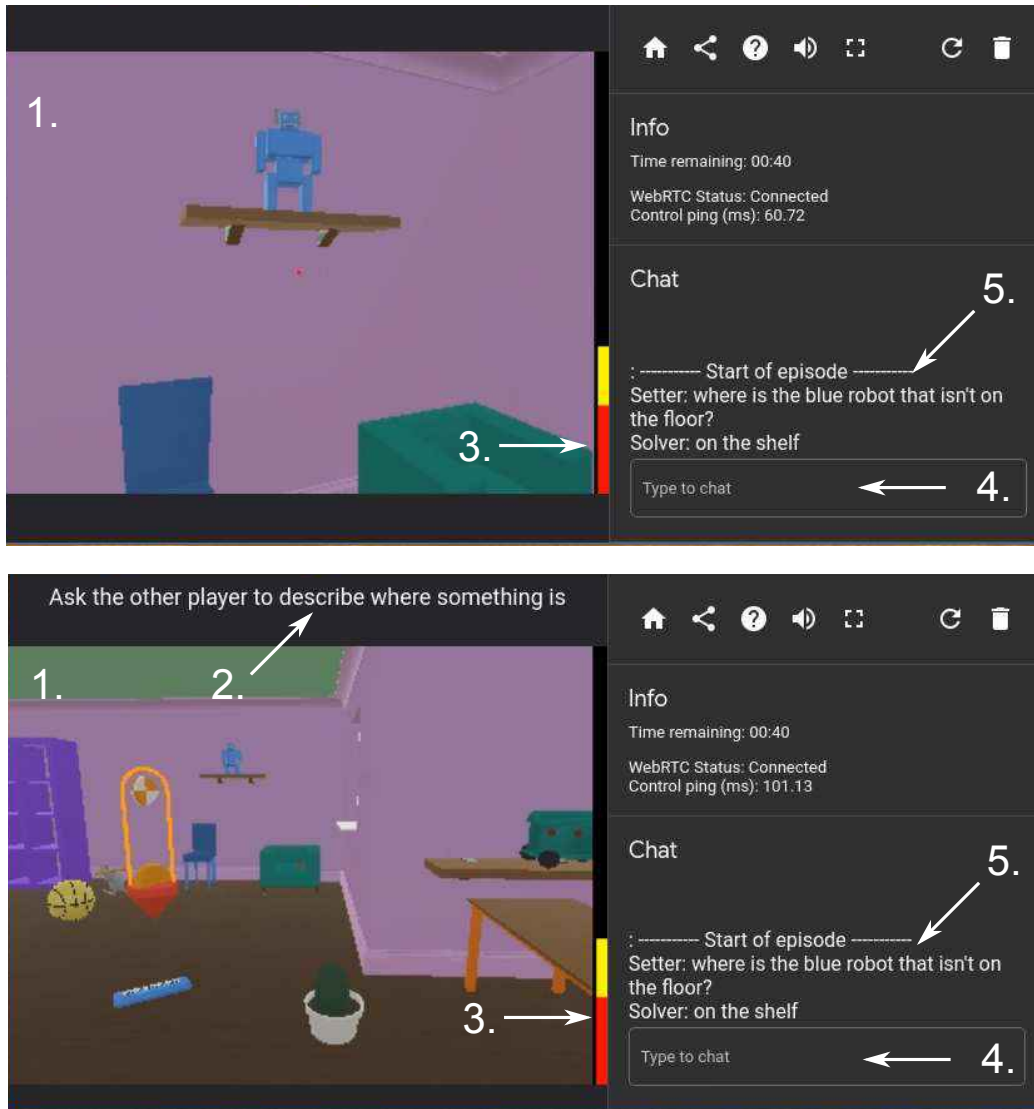 1.
Info
Time remaining: 00:40
WebRTC Status: Connected
Control ping (ms): 60.72
Chat
5.
: ---------- Start of episode ----------
Setter: where is the blue robot that isn't on
the floor?
Solver: on the shelf
3.
Type to chat
4.
Ask the other player to describe where something is
1.
2.
Info
Time remaining: 00:40
WebRTC Status: Connected
Control ping (ms): 101.13
Chat
5.
: ---------- Start of episode ----------
Setter: where is the blue robot that isn't on
the floor?
Solver: on the shelf
3.
Type to chat
4.